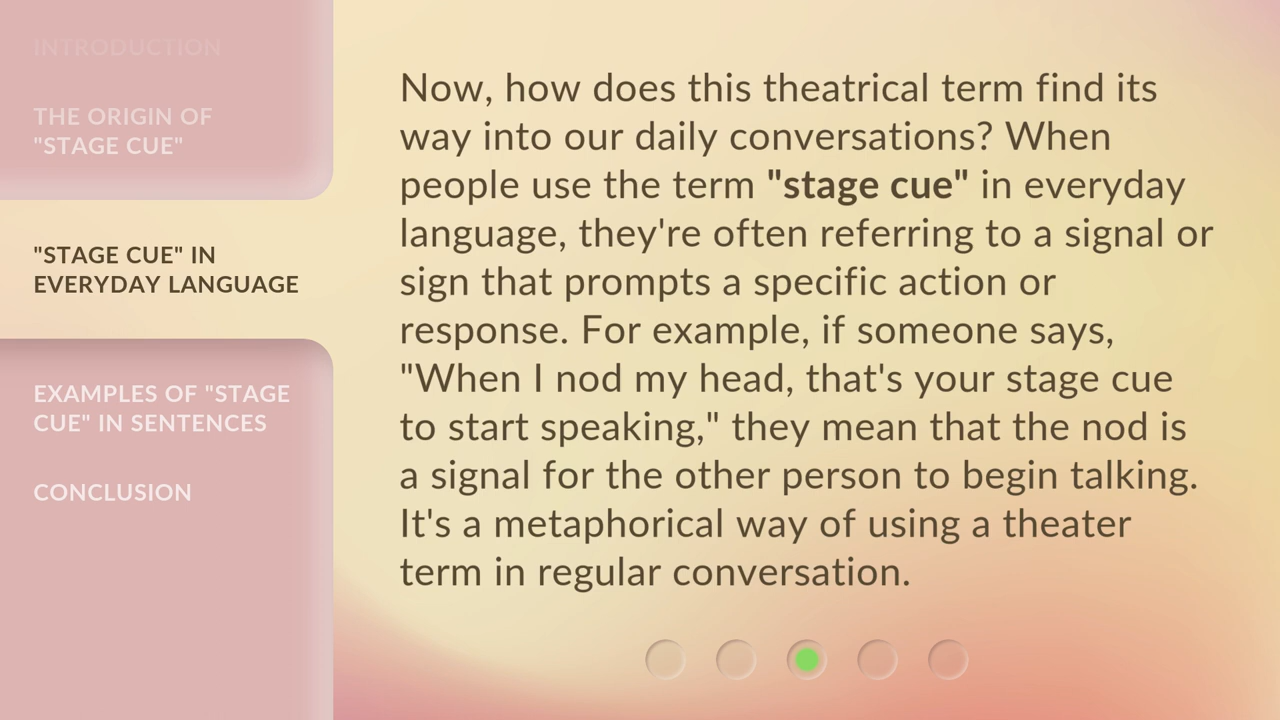 INTRODUCTION
THE ORIGIN OF
"STAGE CUE"
"STAGE CUE" IN
EVERYDAY LANGUAGE
EXAMPLES OF "STAGE
CUE" IN SENTENCES
CONCLUSION
Now, how does this theatrical term find its
way into our daily conversations? When
people use the term "stage cue" in everyday
language, they're often referring to a signal or
sign that prompts a specific action or
response. For example, if someone says,
"When I nod my head, that's your stage cue
to start speaking," they mean that the nod is
a signal for the other person to begin talking.
It's a metaphorical way of using a theater
term in regular conversation.